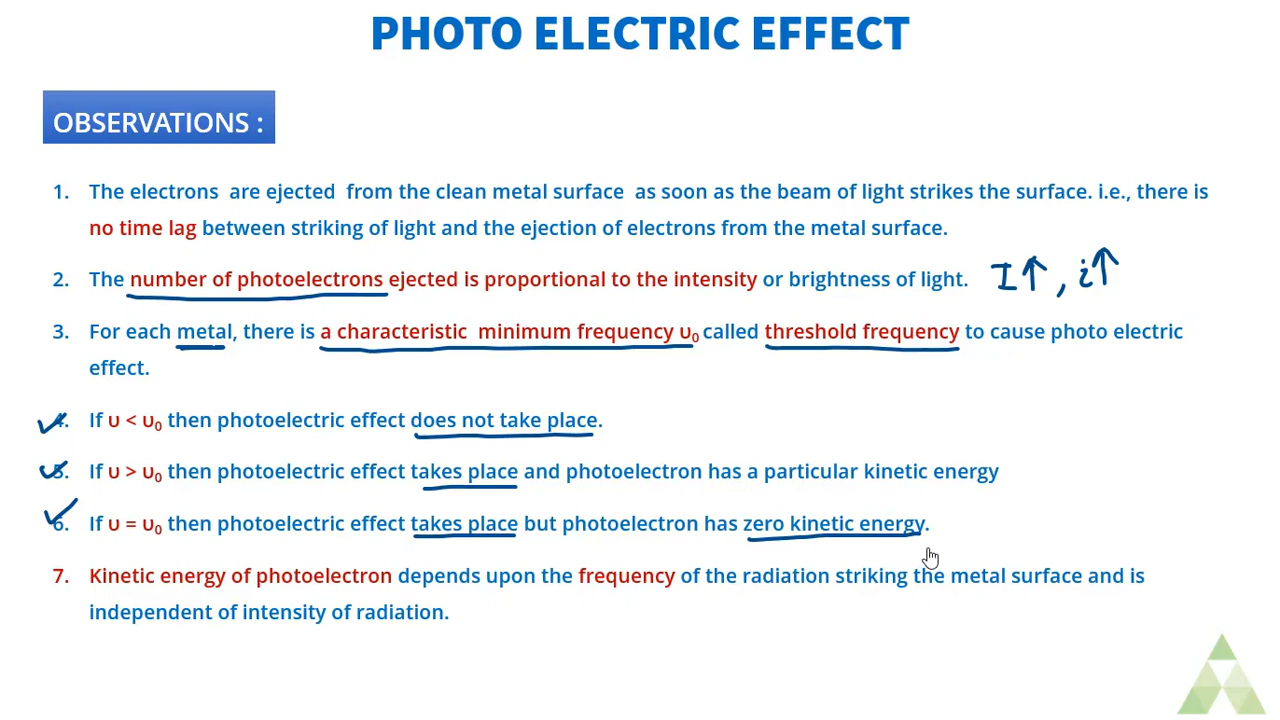 PHOTO ELECTRIC EFFECT
OBSERVATIONS :
1. The electrons are ejected from the clean metal surface as soon as the beam of light strikes the surface. i.e., there is
no time lag between striking of light and the ejection of electrons from the metal surface.
2. The number of photoelectrons ejected is proportional to the intensity or brightness of light. I↑, i↑
3. For each metal, there is a characteristic minimum frequency υ₀ called threshold frequency to cause photo electric
effect.
4. If υ < υ₀ then photoelectric effect does not take place.
5. If υ > υ₀ then photoelectric effect takes place and photoelectron has a particular kinetic energy
6. If υ = υ₀ then photoelectric effect takes place but photoelectron has zero kinetic energy.
7. Kinetic energy of photoelectron depends upon the frequency of the radiation striking the metal surface and is
independent of intensity of radiation.